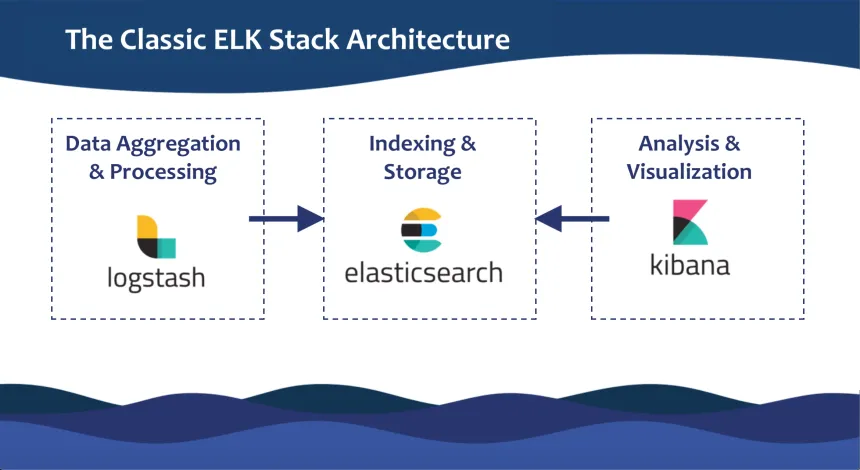 The Classic ELK Stack Architecture
Data Aggregation
& Processing
logstash
Indexing &
Storage
elasticsearch
Analysis &
Visualization
kibana